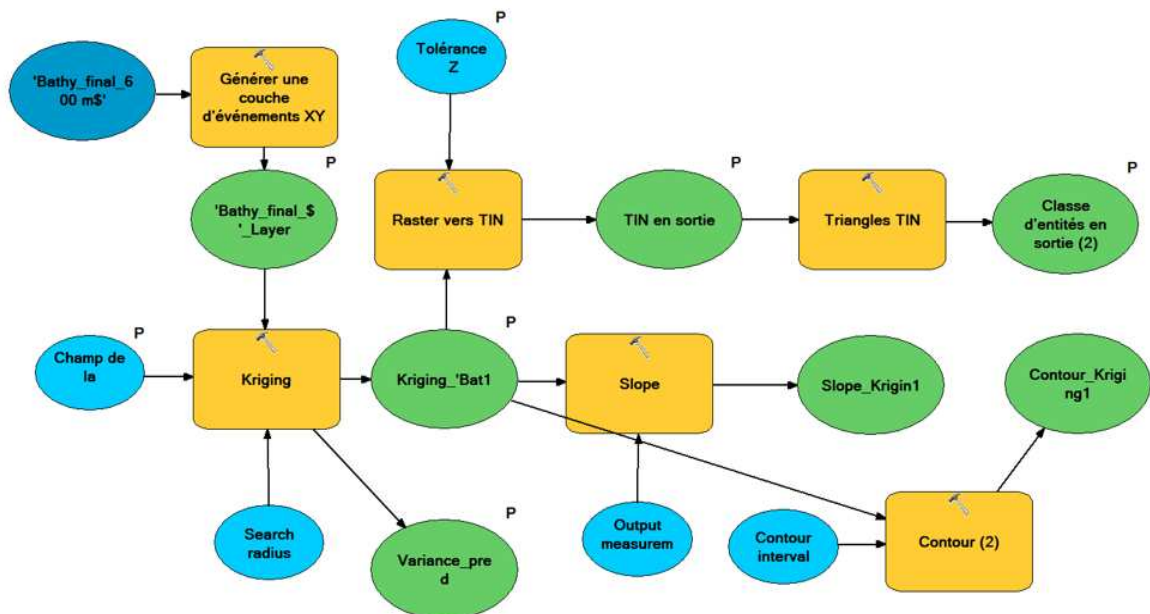 P
Tolérance
Z
'Bathy_final_6
00 m$'
Générer une
couche
d'événements XY
P
'Bathy_final_$
'_Layer
Raster vers TIN
P
TIN en sortie
Triangles TIN
P
Classe
d'entités en
sortie (2)
P
Champ de
la
Kriging
P
Kriging_'Bat1
Slope
Slope_Krigin1
Contour_Krigi
ng1
Search
radius
P
Variance_pre
d
Output
measurem
Contour
interval
Contour (2)